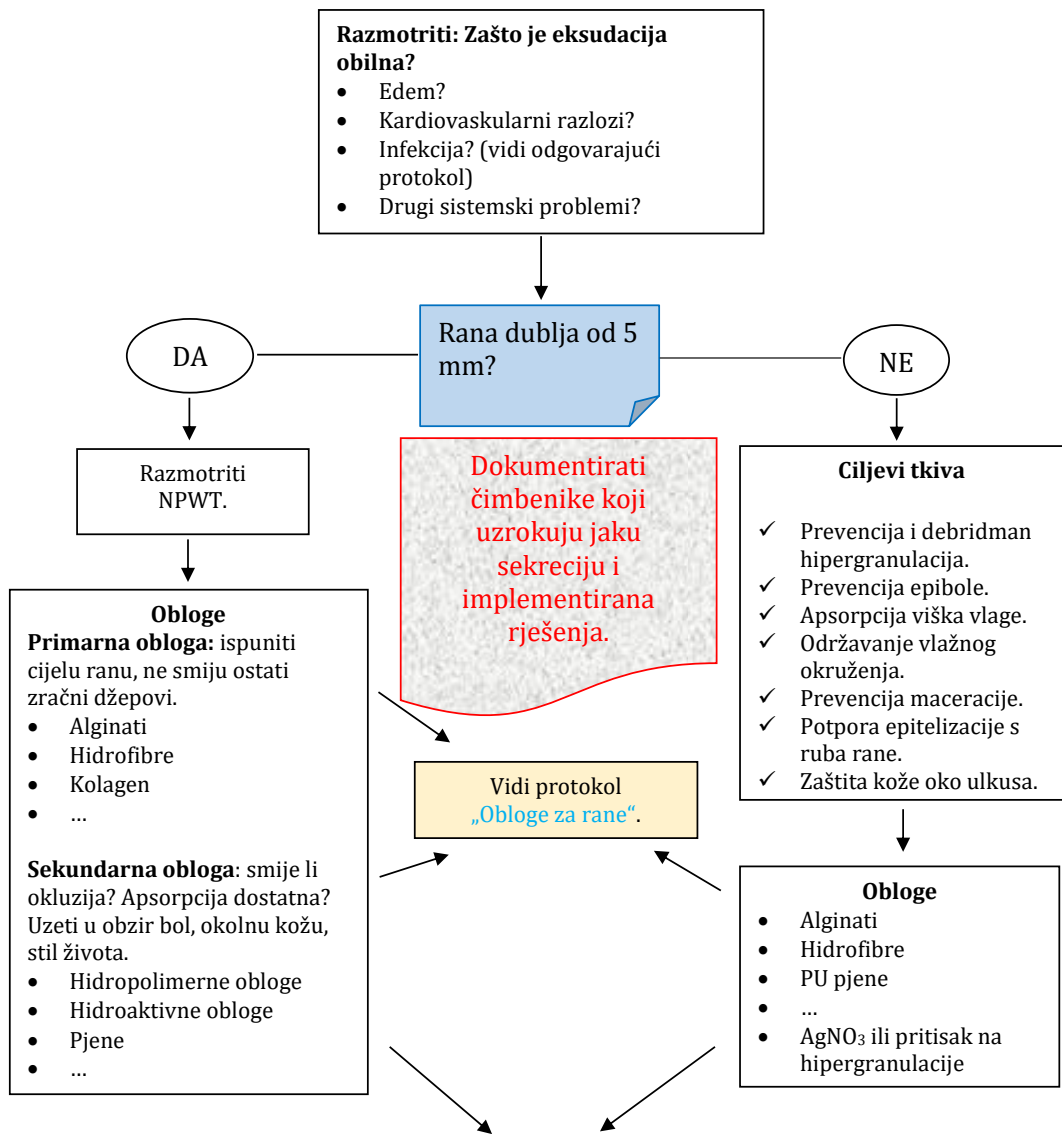 Razmotriti: Zašto je eksudacija
obilna?
• Edem?
• Kardiovaskularni razlozi?
• Infekcija? (vidi odgovarajući
protokol)
• Drugi sistemski problemi?
Rana dublja od 5
mm?
DA
NE
Razmotriti
NPWT.
Dokumentirati
čimbenike koji
uzrokuju jaku
sekreciju i
implementirana
rješenja.
Ciljevi tkiva
✓ Prevencija i debridman
hipergranulacija.
✓ Prevencija epibole.
✓ Apsorpcija viška vlage.
✓ Održavanje vlažnog
okruženja.
✓ Prevencija maceracije.
✓ Potpora epitelizacije s
ruba rane.
✓ Zaštita kože oko ulkusa.
Obloge
Primarna obloga: ispuniti
cijelu ranu, ne smiju ostati
zračni džepovi.
• Alginati
• Hidrofibre
• Kolagen
• …
Sekundarna obloga: smije li
okluzija? Apsorpcija dostatna?
Uzeti u obzir bol, okolnu kožu,
stil života.
• Hidropolimerne obloge
• Hidroaktivne obloge
• Pjene
• …
Vidi protokol
„Obloge za rane“.
Obloge
• Alginati
• Hidrofibre
• PU pjene
• …
• AgNO₃ ili pritisak na
hipergranulacije